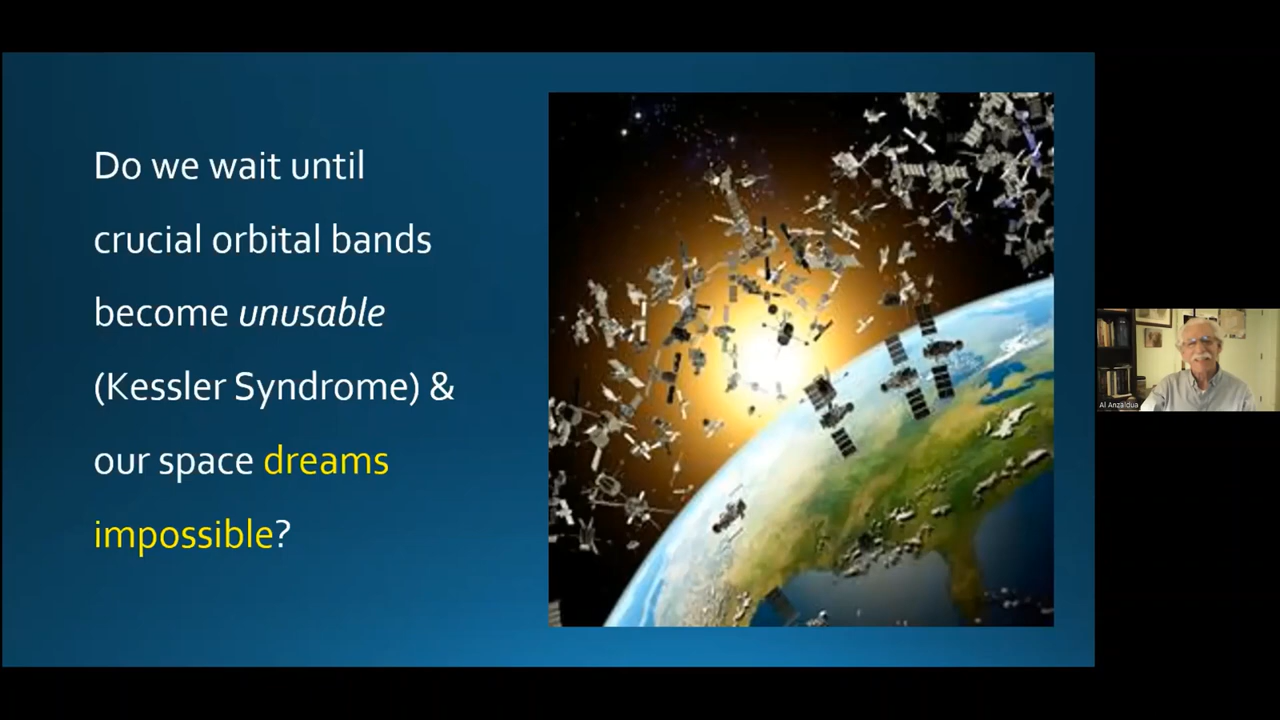 Do we wait until
crucial orbital bands
become unusable
(Kessler Syndrome) &
our space dreams
impossible?
Al Anzaldua